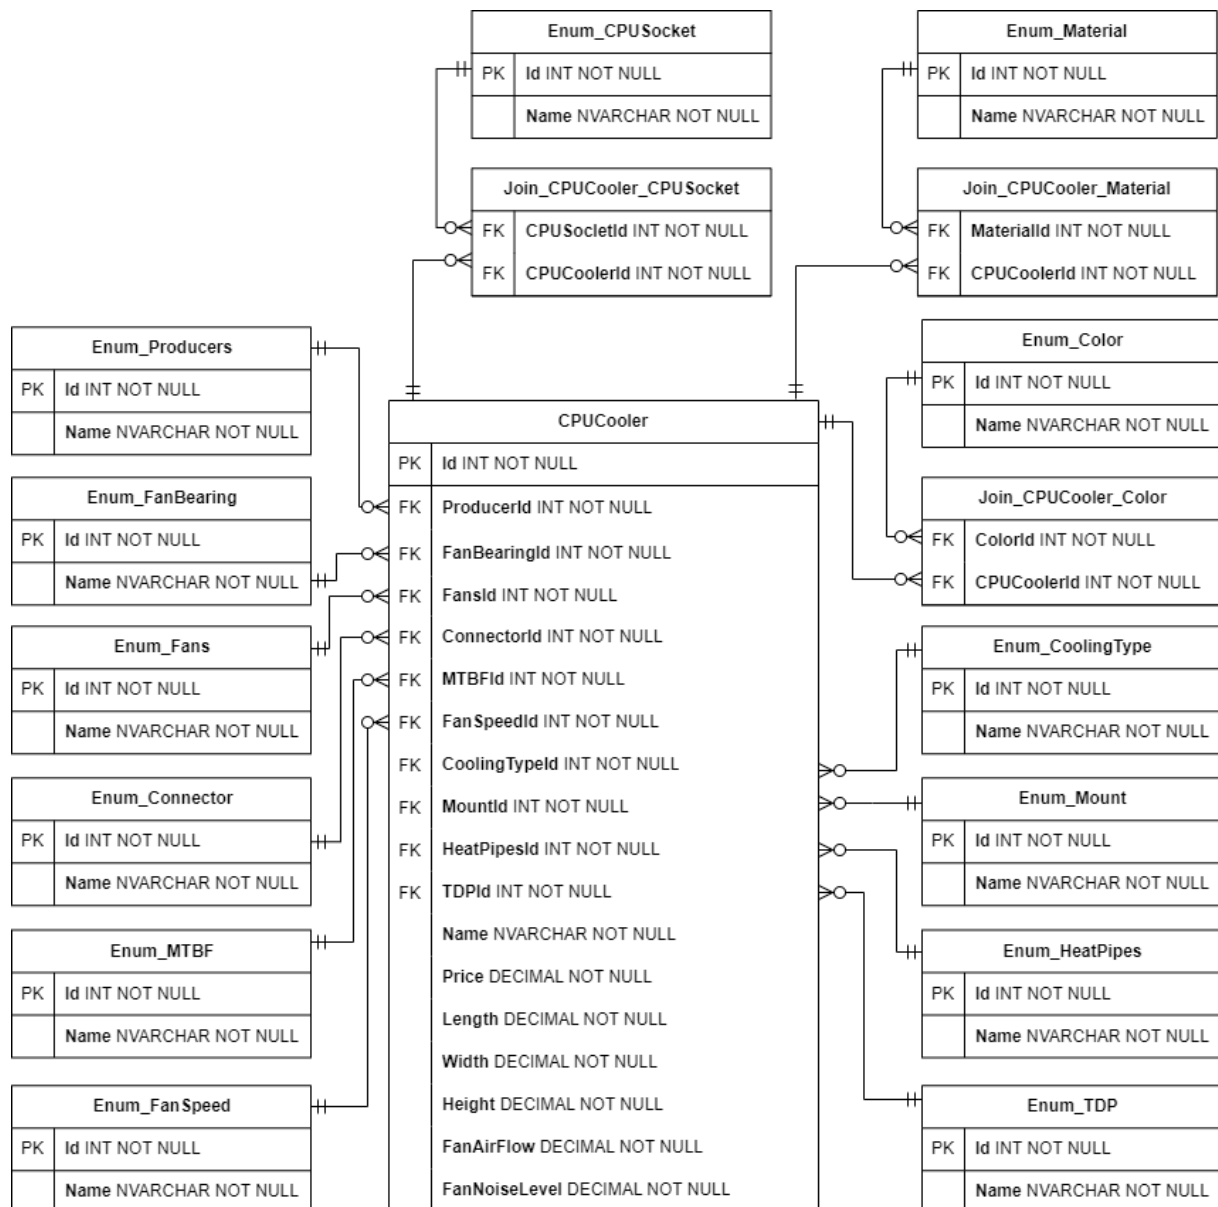 Enum_CPUSocket
PK Id INT NOT NULL
Name NVARCHAR NOT NULL
Enum_Material
PK Id INT NOT NULL
Name NVARCHAR NOT NULL
Join_CPUCooler_CPUSocket
FK CPUSocletId INT NOT NULL
FK CPUCoolerId INT NOT NULL
Join_CPUCooler_Material
FK MaterialId INT NOT NULL
FK CPUCoolerId INT NOT NULL
Enum_Producers
PK Id INT NOT NULL
Name NVARCHAR NOT NULL
Enum_FanBearing
PK Id INT NOT NULL
Name NVARCHAR NOT NULL
Enum_Fans
PK Id INT NOT NULL
Name NVARCHAR NOT NULL
Enum_Connector
PK Id INT NOT NULL
Name NVARCHAR NOT NULL
Enum_MTBF
PK Id INT NOT NULL
Name NVARCHAR NOT NULL
Enum_FanSpeed
PK Id INT NOT NULL
Name NVARCHAR NOT NULL
CPUCooler
PK Id INT NOT NULL
FK ProducerId INT NOT NULL
FK FanBearingId INT NOT NULL
FK FansId INT NOT NULL
FK ConnectorId INT NOT NULL
FK MTBFId INT NOT NULL
FK FanSpeedId INT NOT NULL
FK CoolingTypeId INT NOT NULL
FK MountId INT NOT NULL
FK HeatPipesId INT NOT NULL
FK TDPId INT NOT NULL
Name NVARCHAR NOT NULL
Price DECIMAL NOT NULL
Length DECIMAL NOT NULL
Width DECIMAL NOT NULL
Height DECIMAL NOT NULL
FanAirFlow DECIMAL NOT NULL
FanNoiseLevel DECIMAL NOT NULL
Enum_Color
PK Id INT NOT NULL
Name NVARCHAR NOT NULL
Join_CPUCooler_Color
FK ColorId INT NOT NULL
FK CPUCoolerId INT NOT NULL
Enum_CoolingType
PK Id INT NOT NULL
Name NVARCHAR NOT NULL
Enum_Mount
PK Id INT NOT NULL
Name NVARCHAR NOT NULL
Enum_HeatPipes
PK Id INT NOT NULL
Name NVARCHAR NOT NULL
Enum_TDP
PK Id INT NOT NULL
Name NVARCHAR NOT NULL